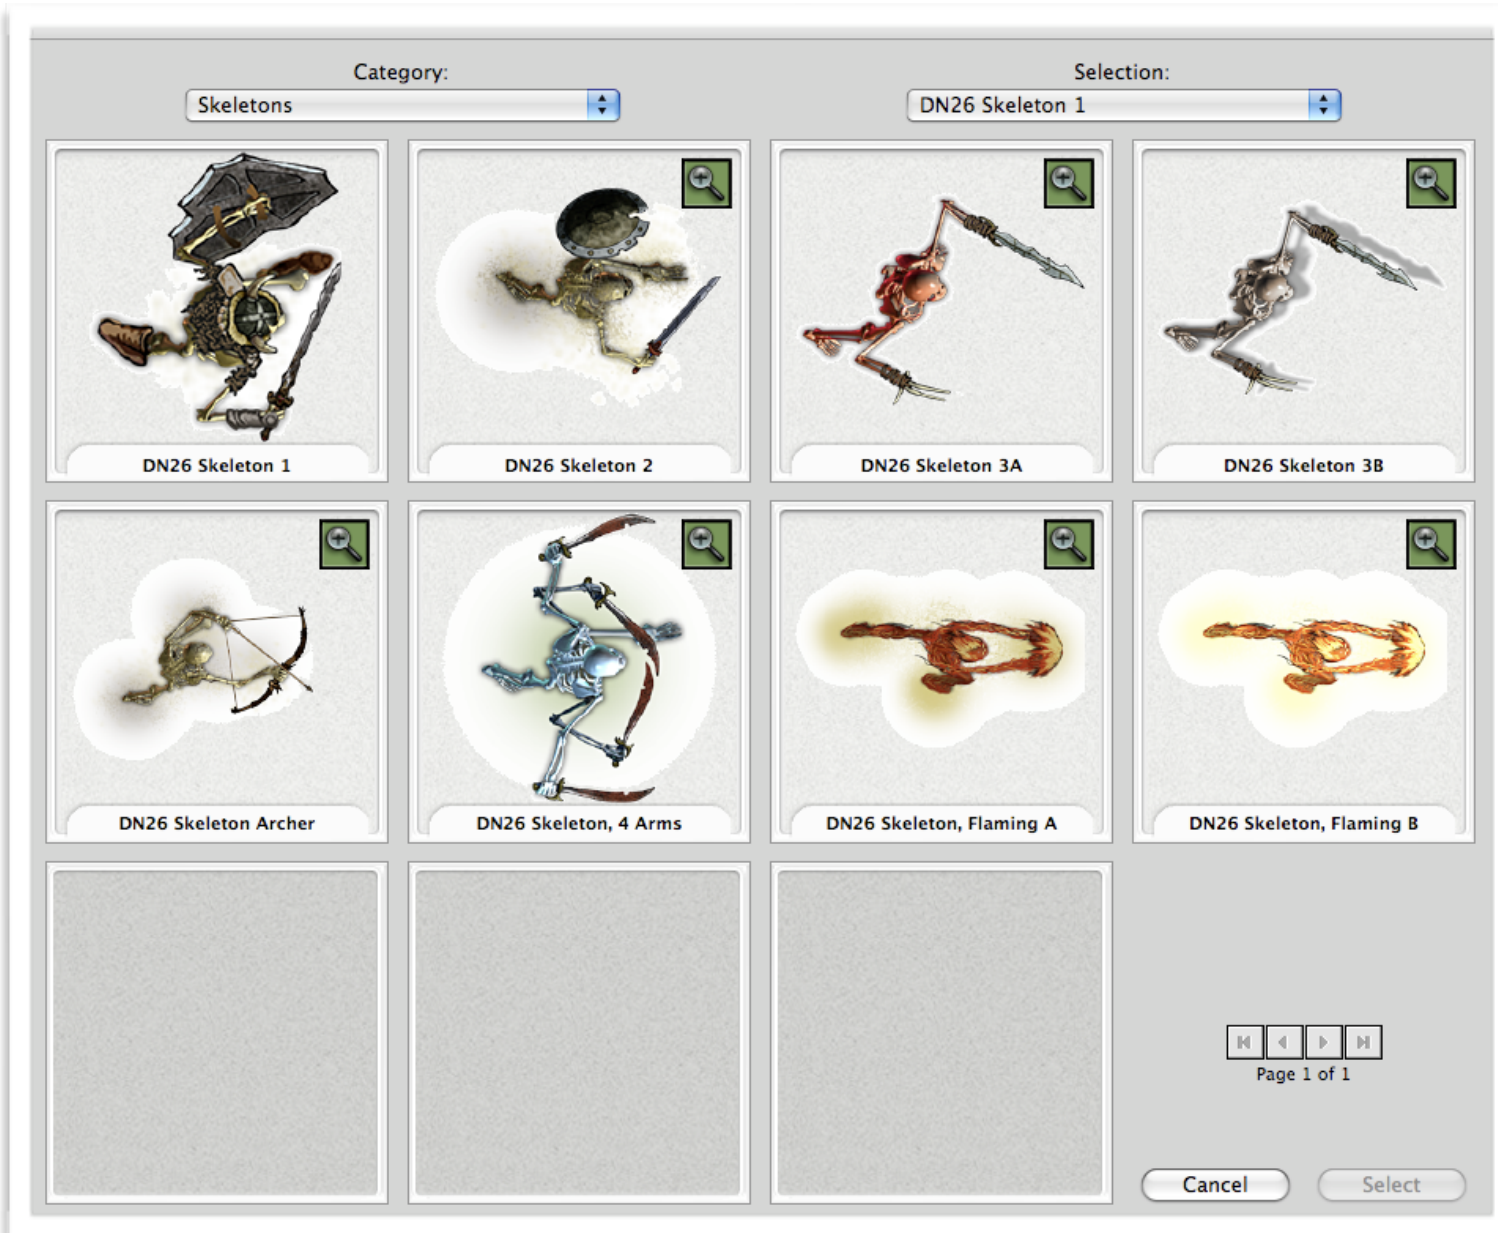 Category:
Selection:
Skeletons
DN26 Skeleton 1
DN26 Skeleton 1
DN26 Skeleton 2
DN26 Skeleton 3A
DN26 Skeleton 3B
DN26 Skeleton Archer
DN26 Skeleton, 4 Arms
DN26 Skeleton, Flaming A
DN26 Skeleton, Flaming B
Page 1 of 1
Cancel
Select